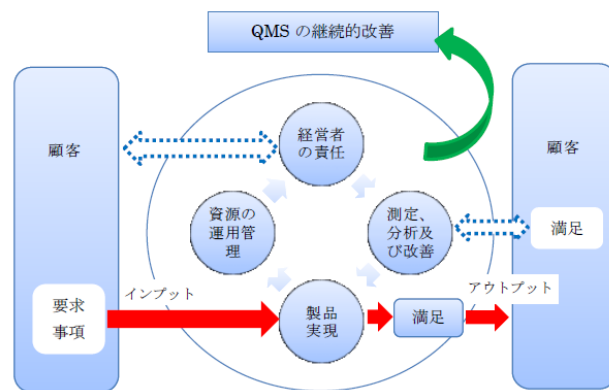 QMS の継続的改善
顧客
経営者
の責任
顧客
資源の
運用管
理
測定、
分析及
び改善
満足
インプット
アウトプット
要求
事項
製品
実現
満足